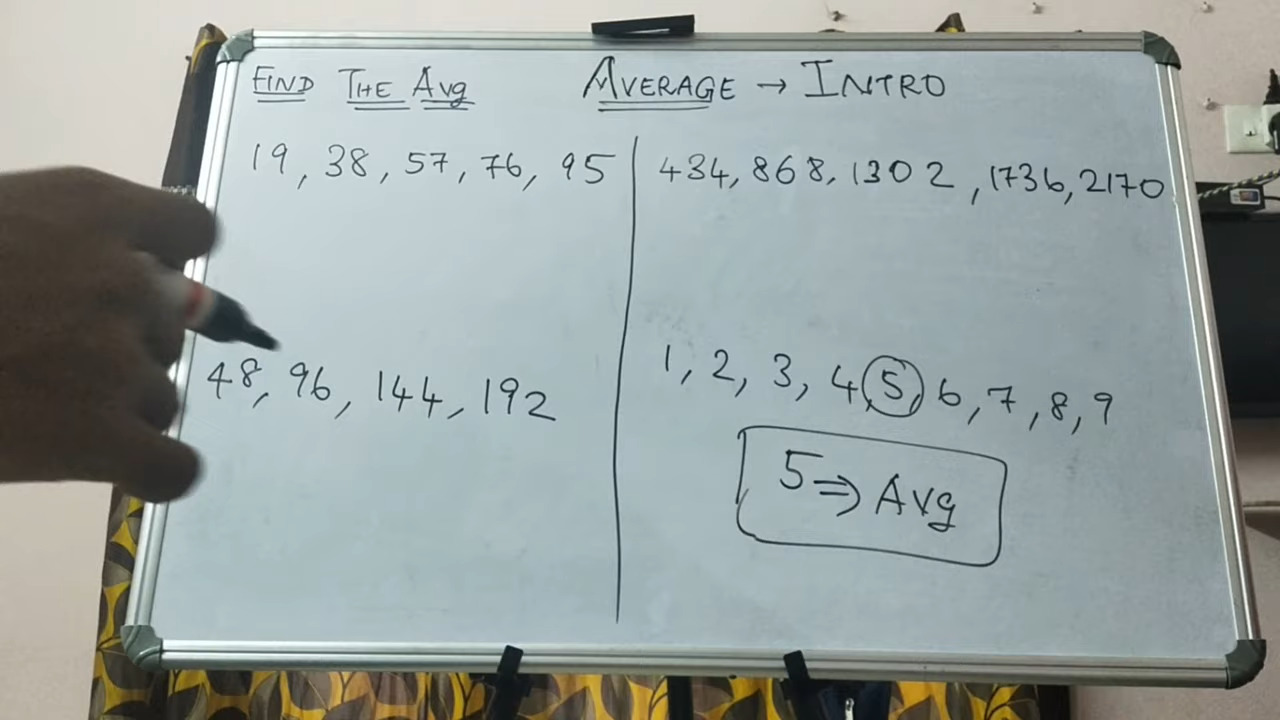 FIND THE Avg
AVERAGE → INTRO
19, 38, 57, 76, 95
434, 868, 1302, 1736, 2170
48, 96, 144, 192
1, 2, 3, 4, 5, 6, 7, 8, 9
5 ⇒ Avg